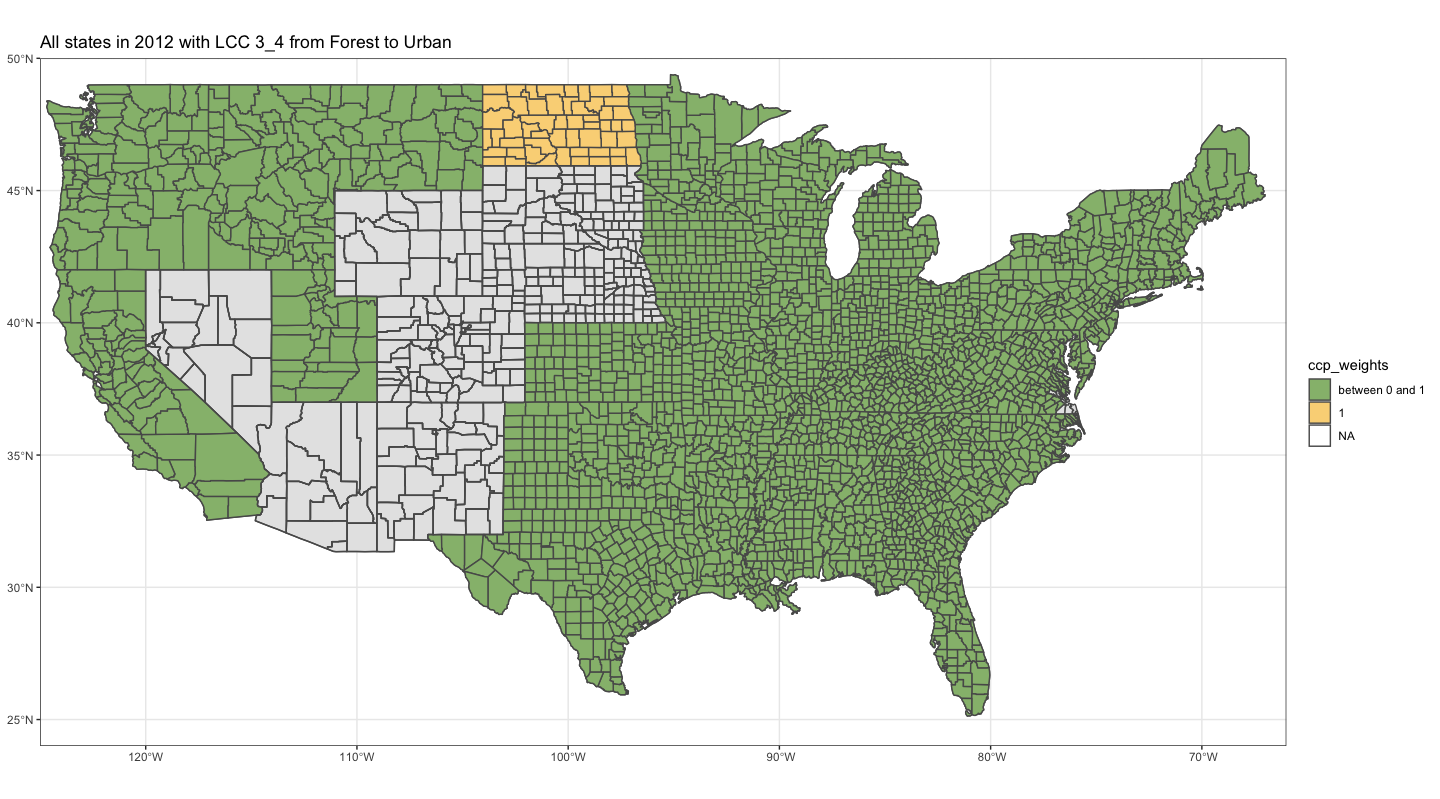 All states in 2012 with LCC 3_4 from Forest to Urban
50°N
45°N
40°N
35°N
30°N
25°N
120°W
110°W
100°W
90°W
80°W
70°W
ccp_weights
between 0 and 1
1
NA